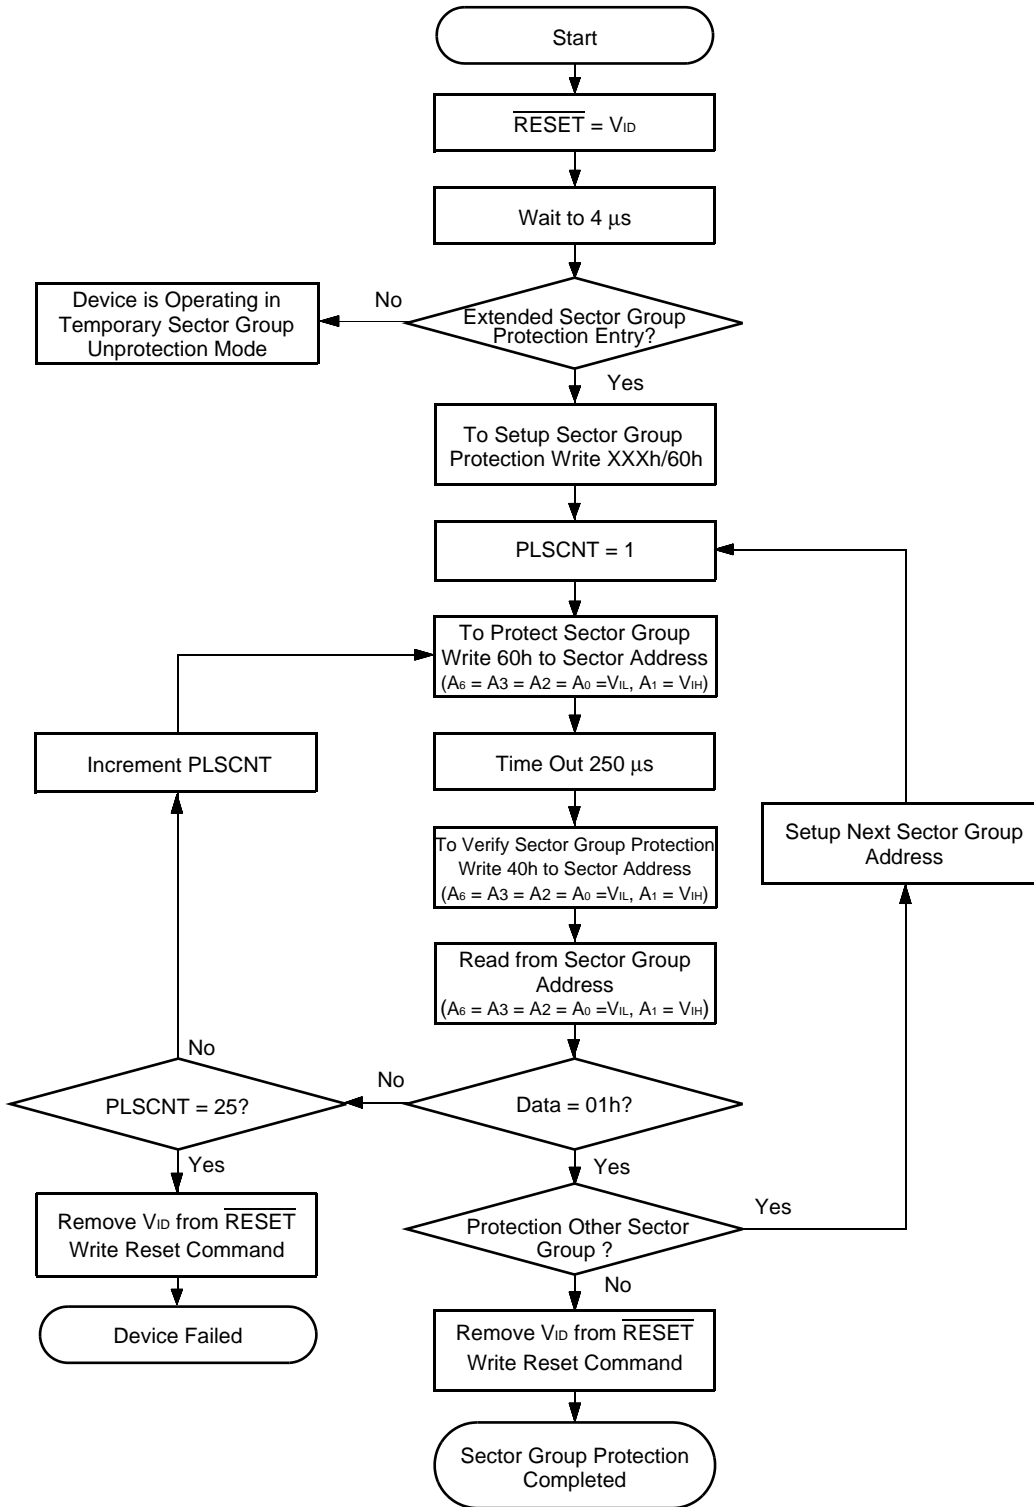 Start
RESET = VID
Wait to 4 μs
No
Device is Operating in
Temporary Sector Group
Unprotection Mode
Extended Sector Group
Protection Entry?
Yes
To Setup Sector Group
Protection Write XXXh/60h
PLSCNT = 1
To Protect Sector Group
Write 60h to Sector Address
(A6 = A3 = A2 = A0 =VIL, A1 = VIH)
Increment PLSCNT
Time Out 250 μs
Setup Next Sector Group
Address
To Verify Sector Group Protection
Write 40h to Sector Address
(A6 = A3 = A2 = A0 =VIL, A1 = VIH)
Read from Sector Group
Address
(A6 = A3 = A2 = A0 =VIL, A1 = VIH)
No
No
PLSCNT = 25?
Data = 01h?
Yes
Yes
Yes
Remove VID from RESET
Write Reset Command
Protection Other Sector
Group ?
No
Device Failed
Remove VID from RESET
Write Reset Command
Sector Group Protection
Completed